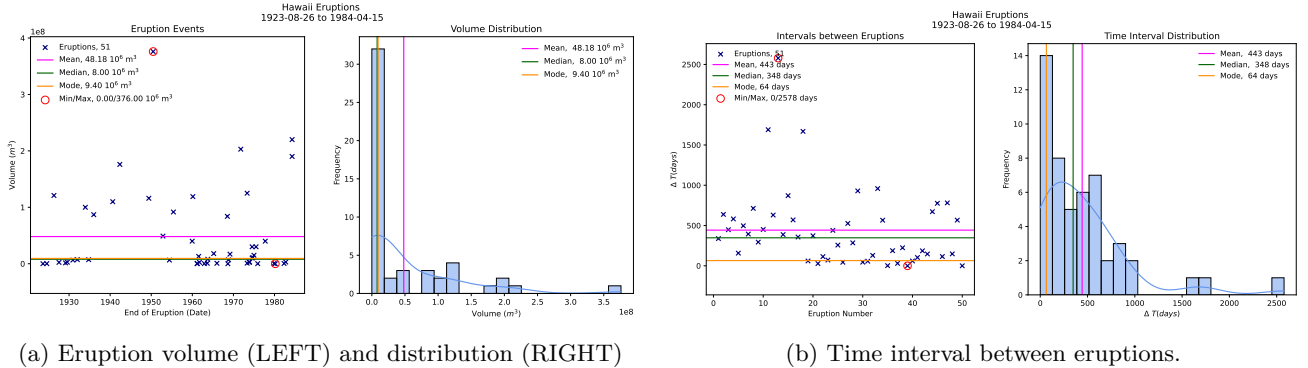 Hawaii Eruptions
1923-08-26 to 1984-04-15
Eruption Events
1e8
4
3
2
1
0
Volume (m³)
1930
1940
1950
1960
1970
1980
End of Eruption (Date)
Eruptions, 51
Mean, 48.18 10⁶ m³
Median, 8.00 10⁶ m³
Mode, 9.40 10⁶ m³
Min/Max, 0.00/376.00 10⁶ m³
Volume Distribution
30
25
20
15
10
5
0
Frequency
0.0
0.5
1.0
1.5
2.0
2.5
3.0
3.5
1e8
Volume (m³)
Mean, 48.18 10⁶ m³
Median, 8.00 10⁶ m³
Mode, 9.40 10⁶ m³
(a) Eruption volume (LEFT) and distribution (RIGHT)
Hawaii Eruptions
1923-08-26 to 1984-04-15
Intervals between Eruptions
2500
2000
1500
1000
500
0
Δ T(days)
0
10
20
30
40
50
Eruption Number
Eruptions, 51
Mean, 443 days
Median, 348 days
Mode, 64 days
Min/Max, 0/2578 days
Time Interval Distribution
14
12
10
8
6
4
2
0
Frequency
0
500
1000
1500
2000
2500
Δ T(days)
Mean, 443 days
Median, 348 days
Mode, 64 days
(b) Time interval between eruptions.